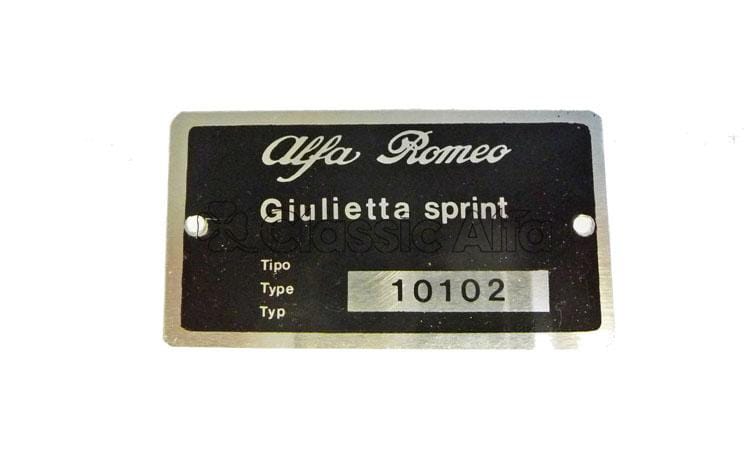 Alfa Romeo
Giulietta sprint
Classic Alfa
Tipo
Type 10102
Typ